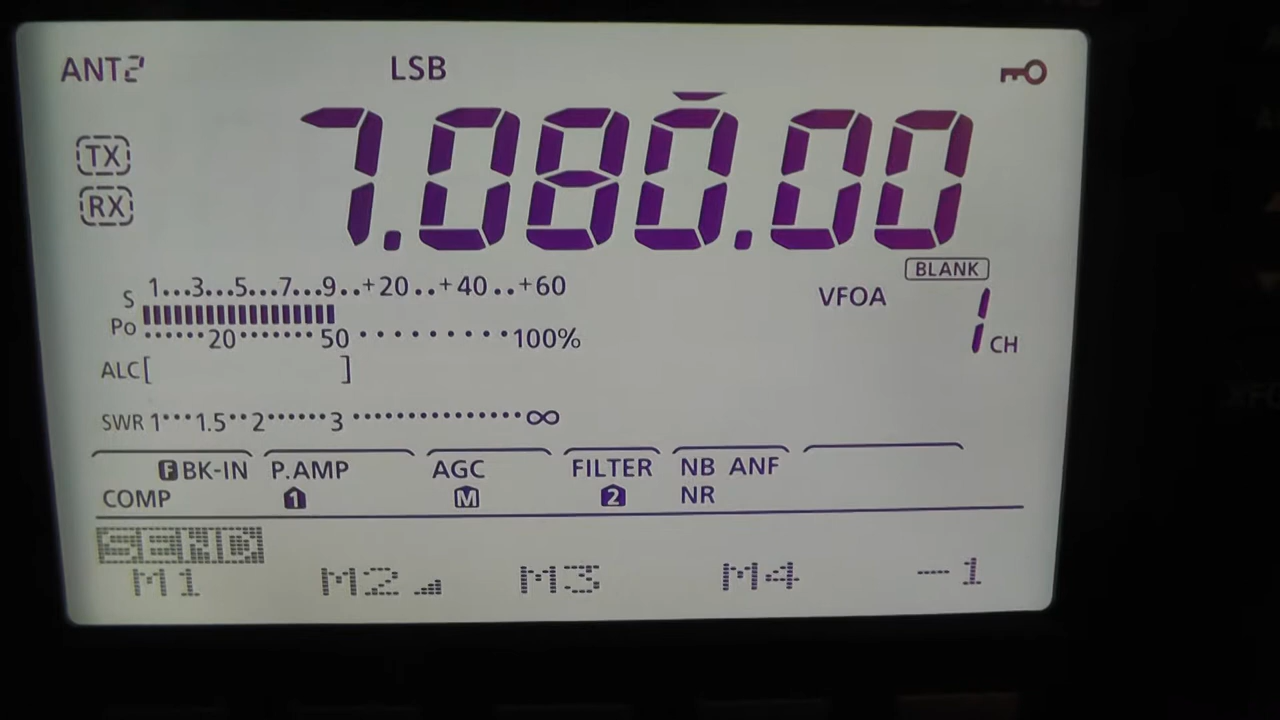 ANT2 LSB
7.080.00
TX
RX
BLANK
S 1...3...5...7...9..+20..+40..+60
VFOA 1 CH
Po ······20·······50·········100%
ALC[ ]
SWR 1···1.5··2······3···············∞
F BK-IN P.AMP AGC FILTER NB ANF
COMP 1 M 2 NR
SEND
M1 M2 M3 M4 --1